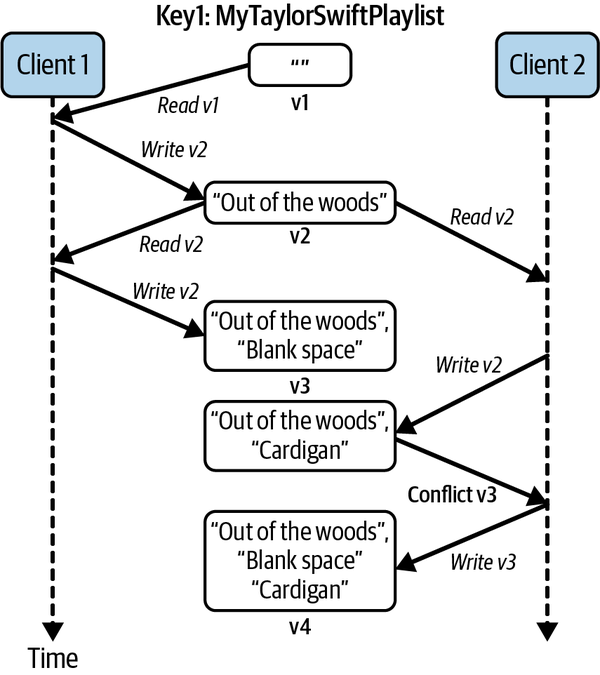 Key1: MyTaylorSwiftPlaylist
Client 1
“”
Client 2
v1
Read v1
Write v2
“Out of the woods”
v2
Read v2
Read v2
Write v2
“Out of the woods”,
“Blank space”
v3
Write v2
“Out of the woods”,
“Cardigan”
Conflict v3
“Out of the woods”,
“Blank space”
“Cardigan”
v4
Write v3
Time